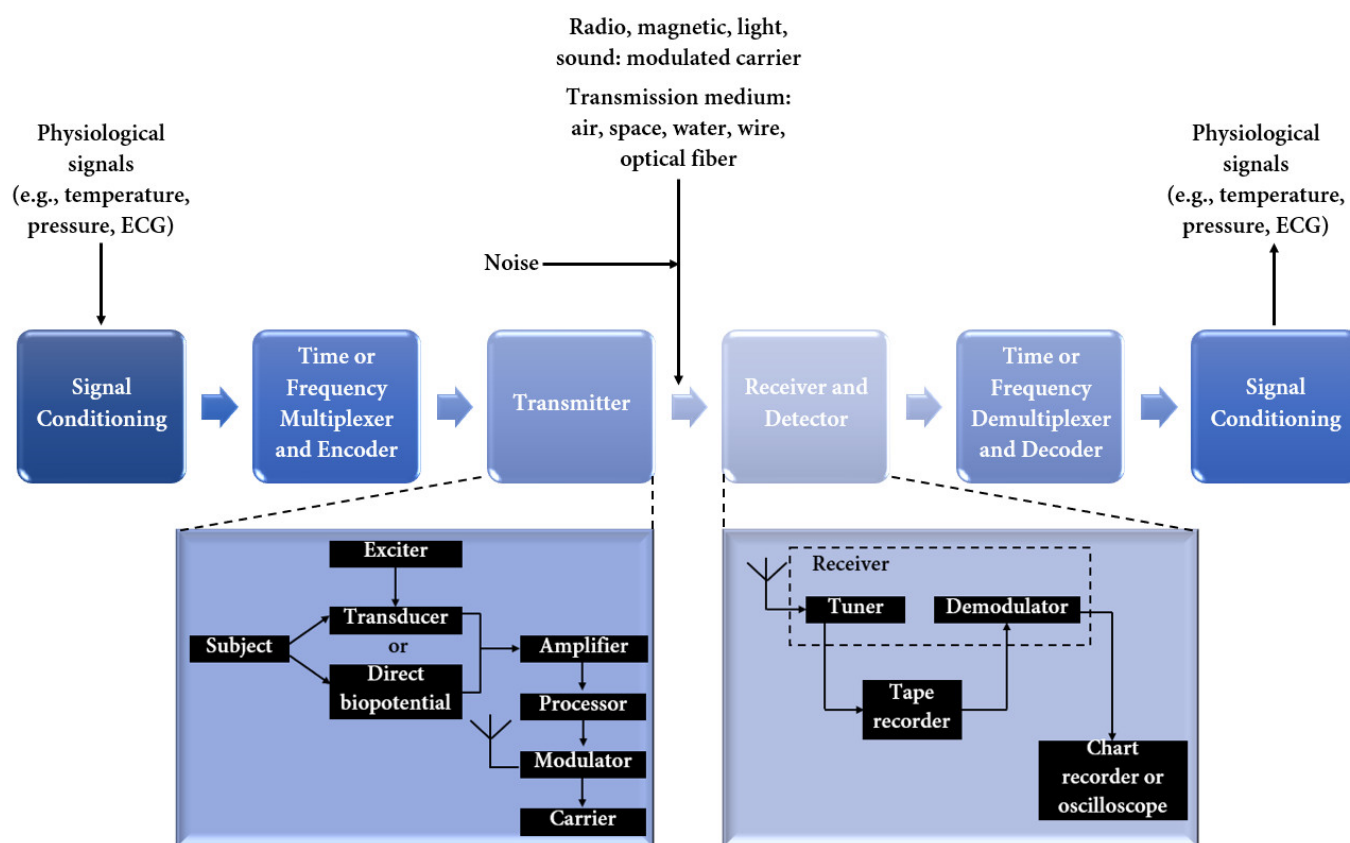 Radio, magnetic, light,
sound: modulated carrier
Transmission medium:
air, space, water, wire,
optical fiber
Physiological
signals
(e.g., temperature,
pressure, ECG)
Physiological
signals
(e.g., temperature,
pressure, ECG)
Noise
Signal
Conditioning
Time or
Frequency
Multiplexer
and Encoder
Transmitter
Receiver and
Detector
Time or
Frequency
Demultiplexer
and Decoder
Signal
Conditioning
Exciter
Transducer
Subject
or
Direct
biopotential
Amplifier
Processor
Modulator
Carrier
Receiver
Tuner
Demodulator
Tape
recorder
Chart
recorder or
oscilloscope